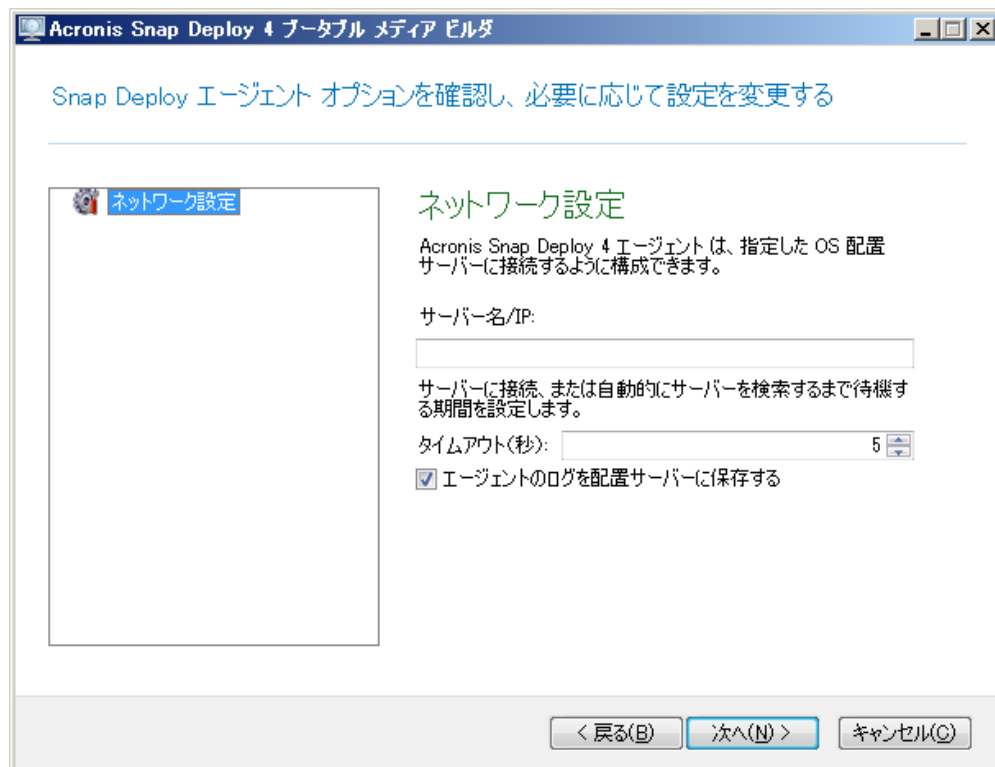 Acronis Snap Deploy 4 ブータブル メディア ビルダ
Snap Deploy エージェント オプションを確認し、必要に応じて設定を変更する
ネットワーク設定
ネットワーク設定
Acronis Snap Deploy 4 エージェント は、指定した OS 配置
サーバーに接続するように構成できます。
サーバー名/IP:
サーバーに接続、または自動的にサーバーを検索するまで待機す
る期間を設定します。
タイムアウト(秒): 5
エージェントのログを配置サーバーに保存する
< 戻る(B) 次へ(N) > キャンセル(C)